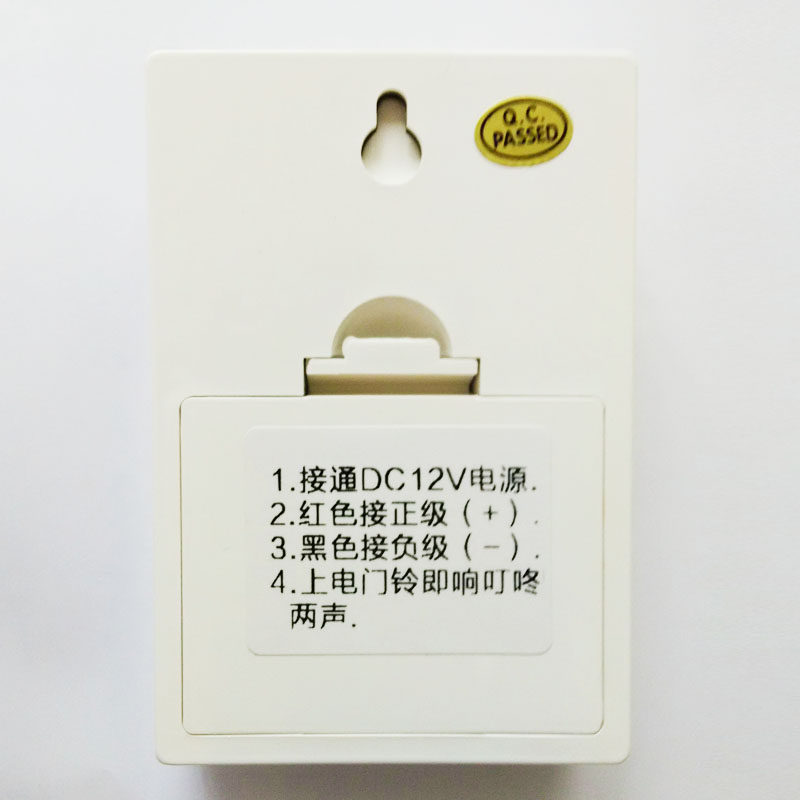 Q.C.
PASSED
1.接通DC12V电源.
2.红色接正级（+）.
3.黑色接负级（-）.
4.上电门铃即响叮咚
两声.